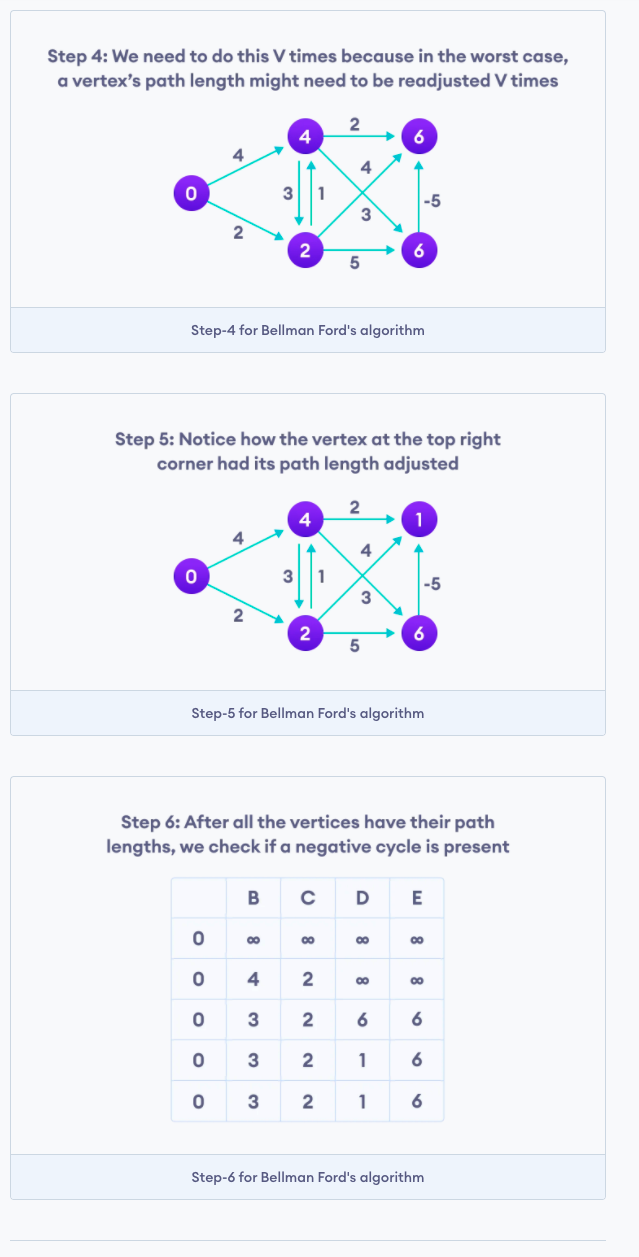 Step 4: We need to do this V times because in the worst case,
a vertex's path length might need to be readjusted V times
2
4
6
4
4
0
3
1
-5
3
2
2
6
5
Step-4 for Bellman Ford's algorithm
Step 5: Notice how the vertex at the top right
corner had its path length adjusted
2
4
1
4
4
0
3
1
-5
3
2
2
6
5
Step-5 for Bellman Ford's algorithm
Step 6: After all the vertices have their path
lengths, we check if a negative cycle is present
B C D E
0 ∞ ∞ ∞ ∞
0 4 2 ∞ ∞
0 3 2 6 6
0 3 2 1 6
0 3 2 1 6
Step-6 for Bellman Ford's algorithm